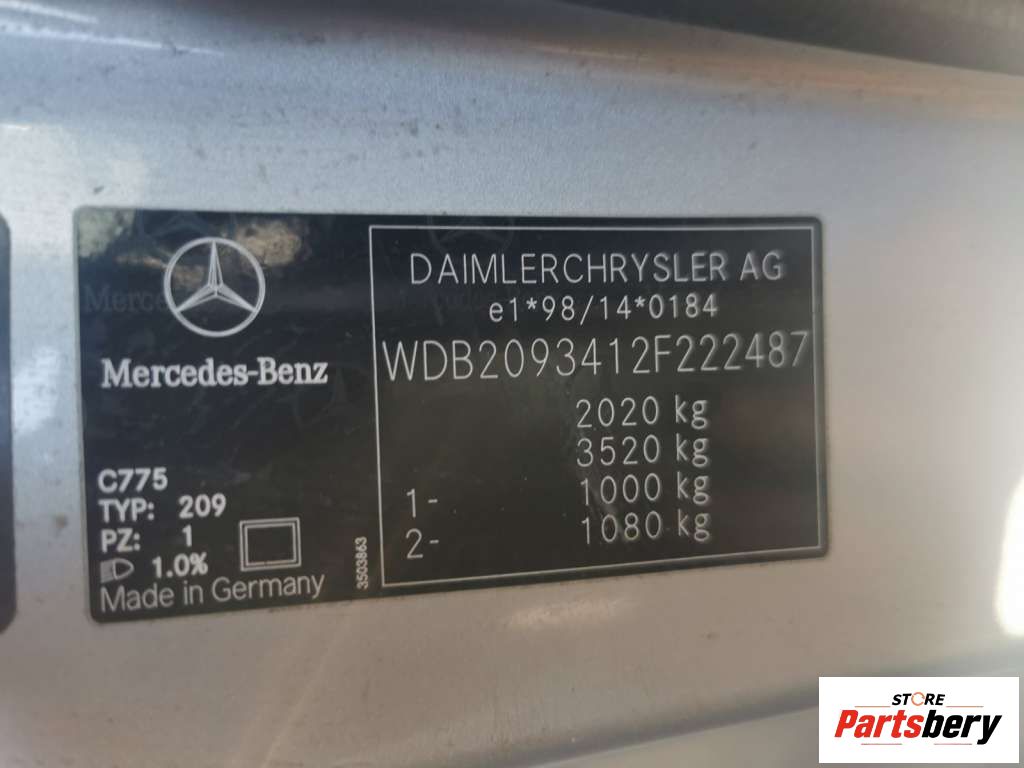 Mercedes-Benz
C775
TYP: 209
PZ: 1
1.0%
Made in Germany
3503863
DAIMLERCHRYSLER AG
e1*98/14*0184
WDB2093412F222487
2020 kg
3520 kg
1- 1000 kg
2- 1080 kg
STORE
Partsbery